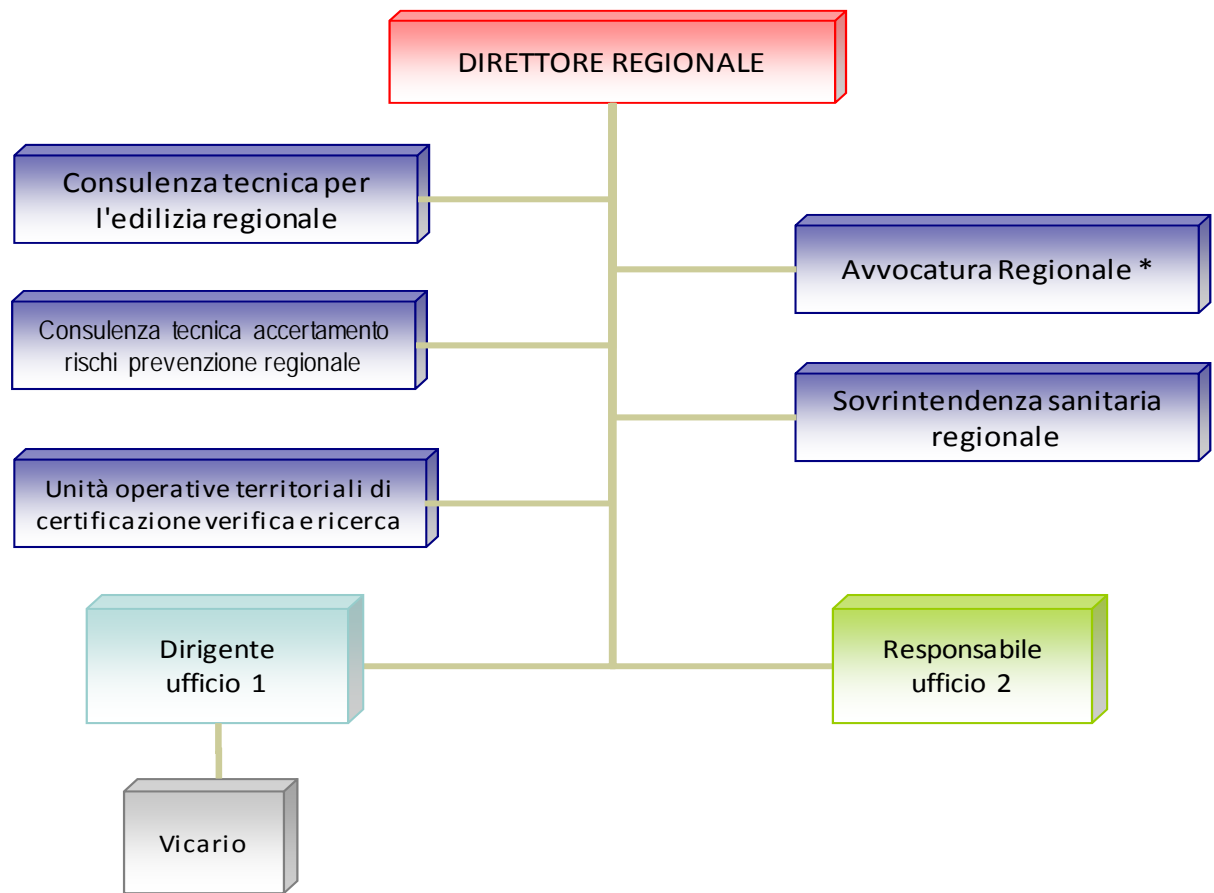 DIRETTORE REGIONALE
Consulenza tecnica per
l'edilizia regionale
Avvocatura Regionale *
Consulenza tecnica accertamento
rischi prevenzione regionale
Sovrintendenza sanitaria
regionale
Unità operative territoriali di
certificazione verifica e ricerca
Dirigente
ufficio 1
Responsabile
ufficio 2
Vicario